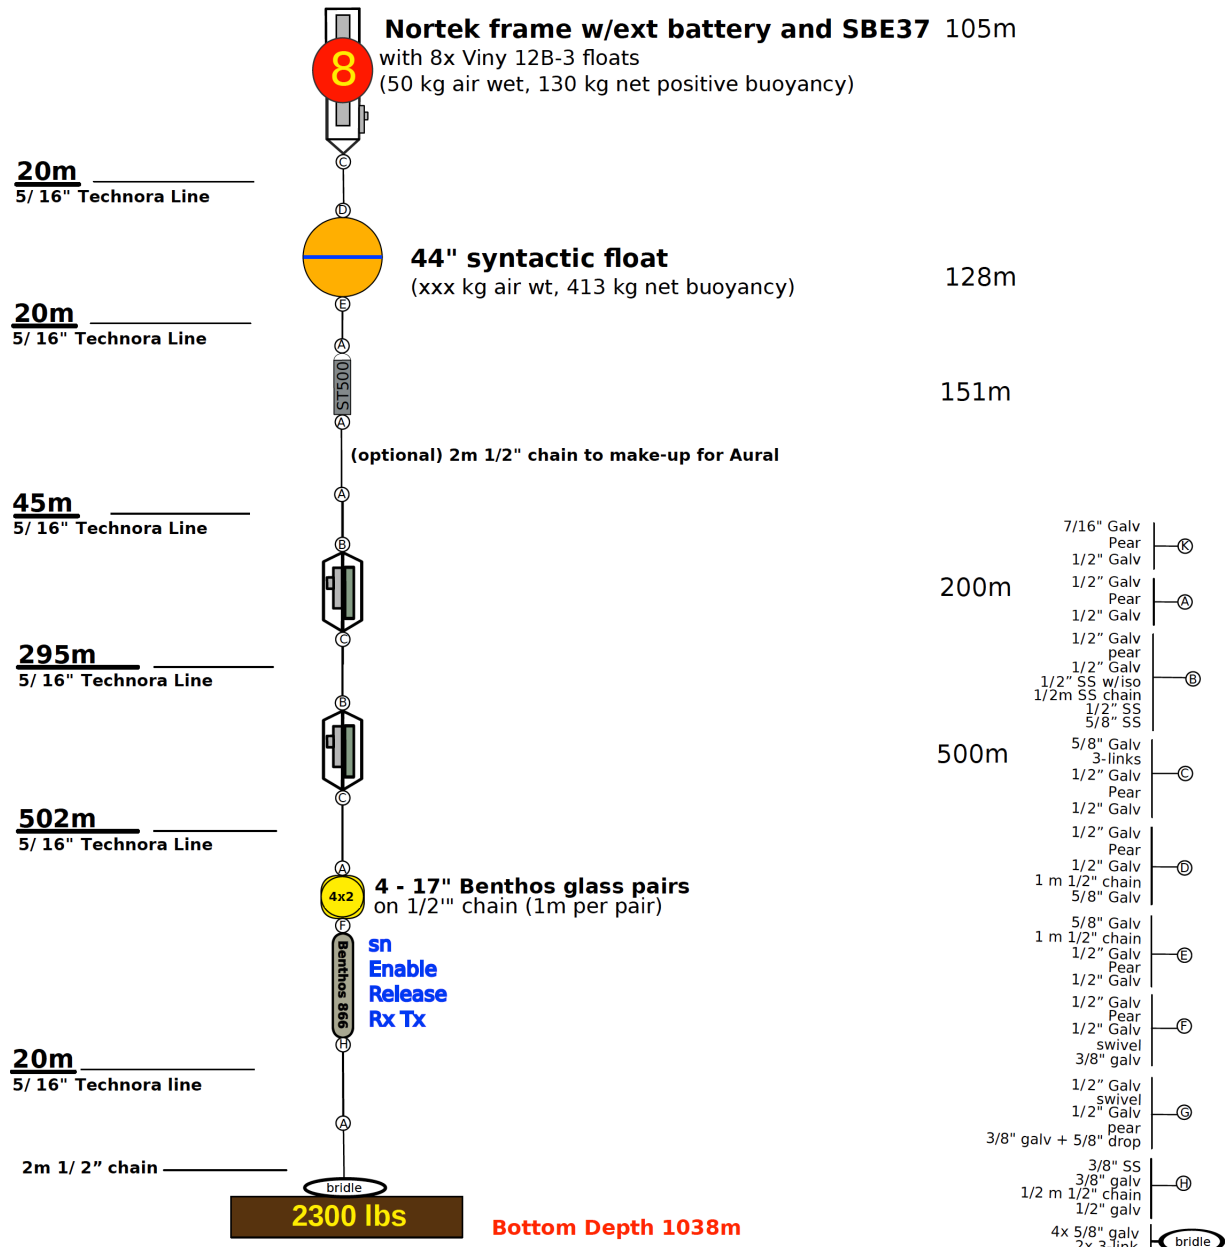 Nortek frame w/ext battery and SBE37 105m
8
with 8x Viny 12B-3 floats
(50 kg air wet, 130 kg net positive buoyancy)
C
20m
5/ 16" Technora Line
D
44" syntactic float
(xxx kg air wt, 413 kg net buoyancy)
128m
E
20m
5/ 16" Technora Line
A
ST500
151m
A
(optional) 2m 1/2" chain to make-up for Aural
A
45m
5/ 16" Technora Line
B
200m
C
295m
5/ 16" Technora Line
B
500m
C
502m
5/ 16" Technora Line
A
4x2
4 - 17" Benthos glass pairs
on 1/2'" chain (1m per pair)
F
Benthos 866
sn
Enable
Release
Rx Tx
H
20m
5/ 16" Technora line
A
2m 1/ 2” chain
bridle
2300 lbs
Bottom Depth 1038m
7/16" Galv
Pear
1/2" Galv
K
1/2” Galv
Pear
1/2" Galv
A
1/2” Galv
pear
1/2” Galv
1/2” SS w/iso
1/2m SS chain
1/2” SS
5/8” SS
B
5/8" Galv
3-links
1/2” Galv
Pear
1/2" Galv
C
1/2” Galv
Pear
1/2" Galv
1 m 1/2" chain
5/8" Galv
D
5/8" Galv
1 m 1/2" chain
1/2” Galv
Pear
1/2" Galv
E
1/2” Galv
Pear
1/2" Galv
swivel
3/8" galv
F
1/2” Galv
swivel
1/2" Galv
pear
3/8" galv + 5/8" drop
G
3/8" SS
3/8" galv
1/2 m 1/2" chain
1/2" galv
H
4x 5/8" galv
2x 3-link
bridle